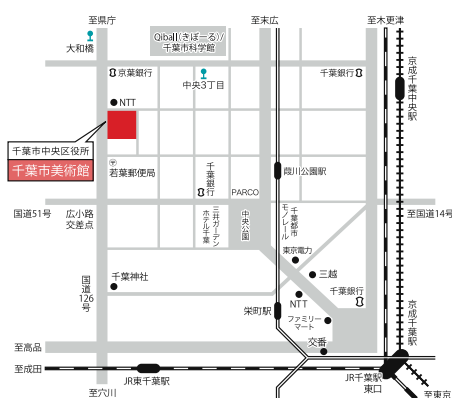 至県庁
至末広
至木更津
大和橋
Qiball(きぼーる)/
千葉市科学館
京葉銀行
中央3丁目
千葉銀行
京成千葉中央駅
NTT
千葉市中央区役所
千葉市美術館
若葉郵便局
千葉銀行
葭川公園駅
PARCO
国道51号
広小路
交差点
三井ガーデン
ホテル千葉
中央公園
千葉都市
モノレール
至国道14号
東京電力
三越
千葉神社
国道126号
NTT
千葉銀行
栄町駅
ファミリー
マート
京成千葉駅
交番
至高品
至成田
JR東千葉駅
JR千葉駅
東口
至穴川
至東京